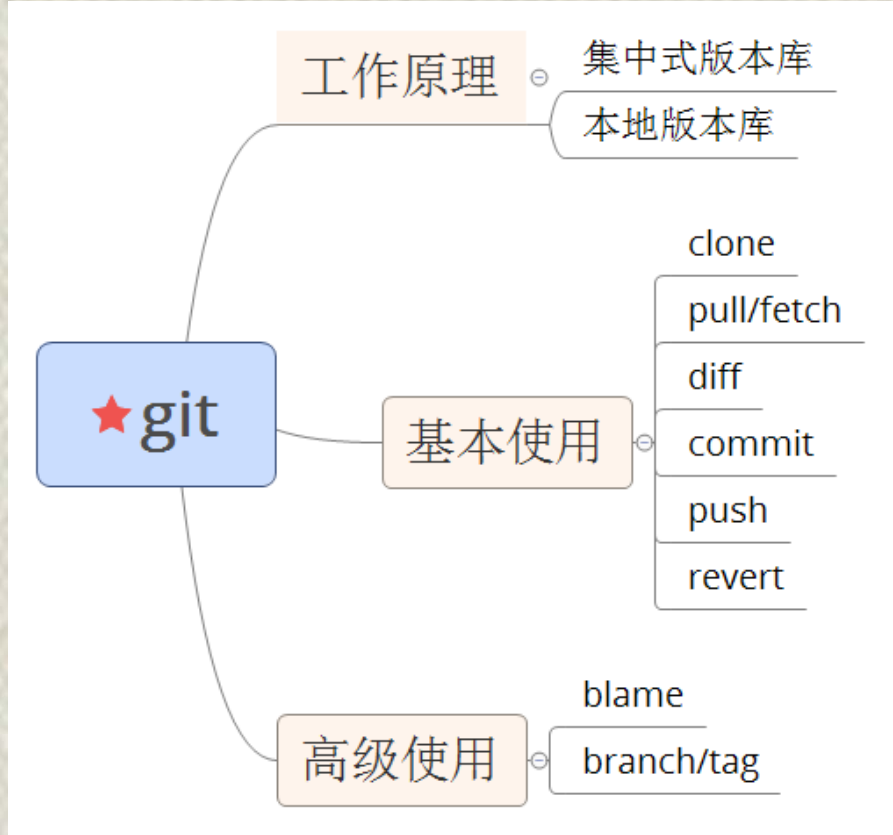 工作原理
集中式版本库
本地版本库
git
基本使用
clone
pull/fetch
diff
commit
push
revert
高级使用
blame
branch/tag